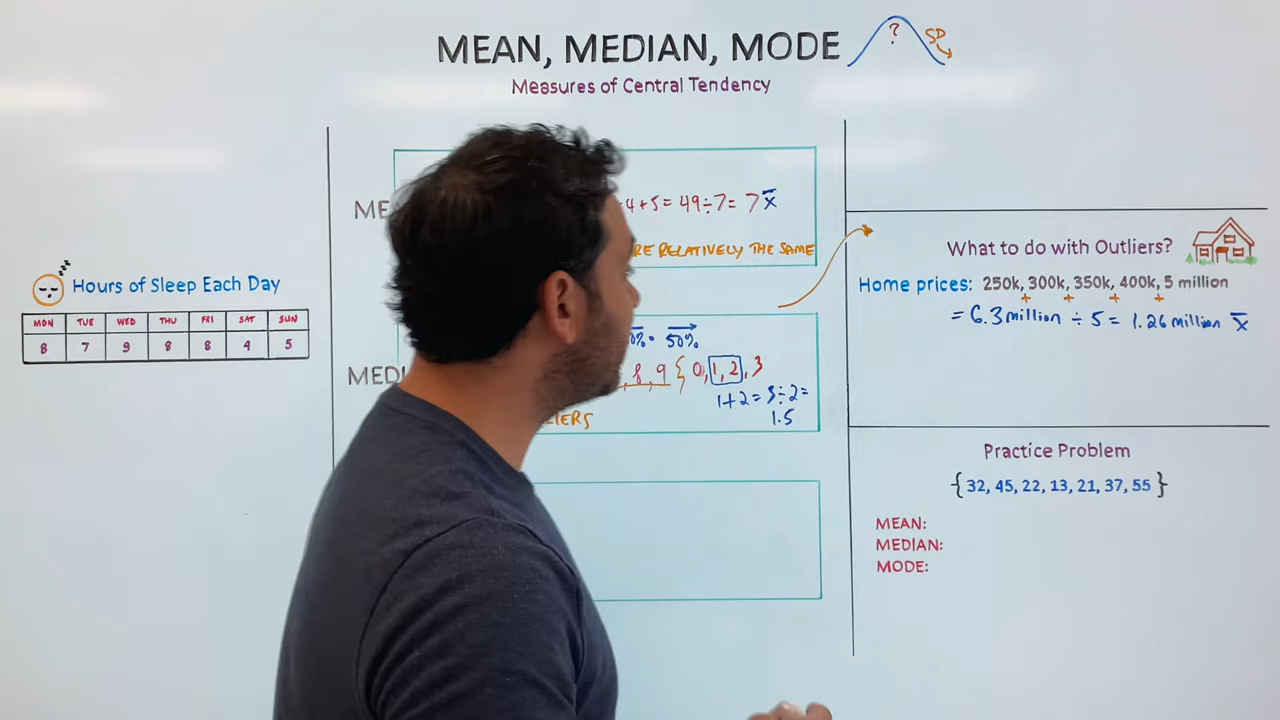 MEAN, MEDIAN, MODE
?
SD
Measures of Central Tendency
Hours of Sleep Each Day
MON TUE WED THU FRI SAT SUN
8 7 9 8 8 4 5
4+5 = 49÷7 = 7 x̄
RELATIVELY THE SAME
50%
8, 9 { 0, 1, 2, 3
1+2 = 3÷2 =
1.5
What to do with Outliers?
Home prices: 250k, 300k, 350k, 400k, 5 million
+ + + +
= 6.3 million ÷ 5 = 1.26 million x̄
Practice Problem
{32, 45, 22, 13, 21, 37, 55}
MEAN:
MEDIAN:
MODE: